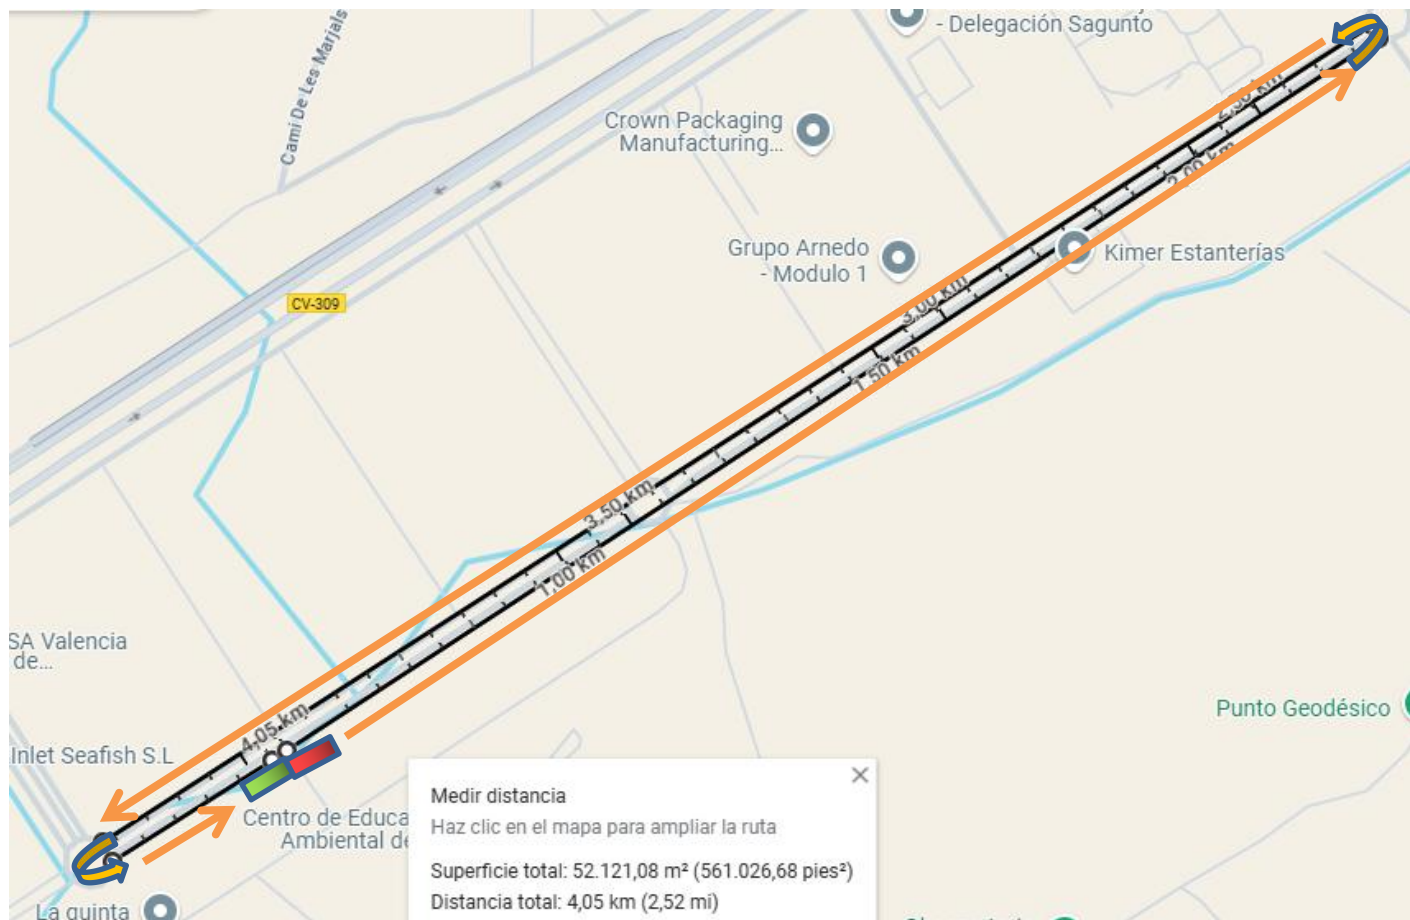 - Delegación Sagunto
Cami De Les Marjals
Crown Packaging
Manufacturing...
2,50 km
2,00 km
Grupo Arnedo
- Modulo 1
Kimer Estanterías
CV-309
3,00 km
1,50 km
3,50 km
1,00 km
SA Valencia
de...
4,05 km
Punto Geodésico
Inlet Seafish S.L
Centro de Educa
Ambiental de
Medir distancia
Haz clic en el mapa para ampliar la ruta
Superficie total: 52.121,08 m² (561.026,68 pies²)
Distancia total: 4,05 km (2,52 mi)
La quinta